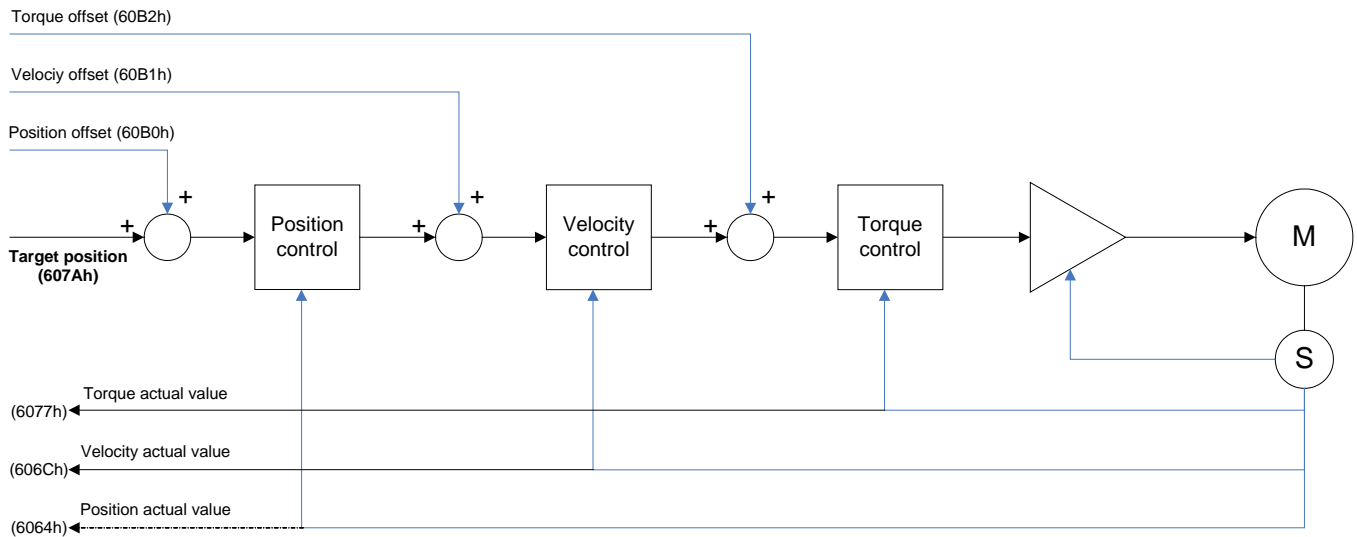 Torque offset (60B2h)
Velociy offset (60B1h)
Position offset (60B0h)
+
+
+
+
+
+
Position
control
Velocity
control
Torque
control
M
Target position
(607Ah)
S
Torque actual value
(6077h)
Velocity actual value
(606Ch)
Position actual value
(6064h)